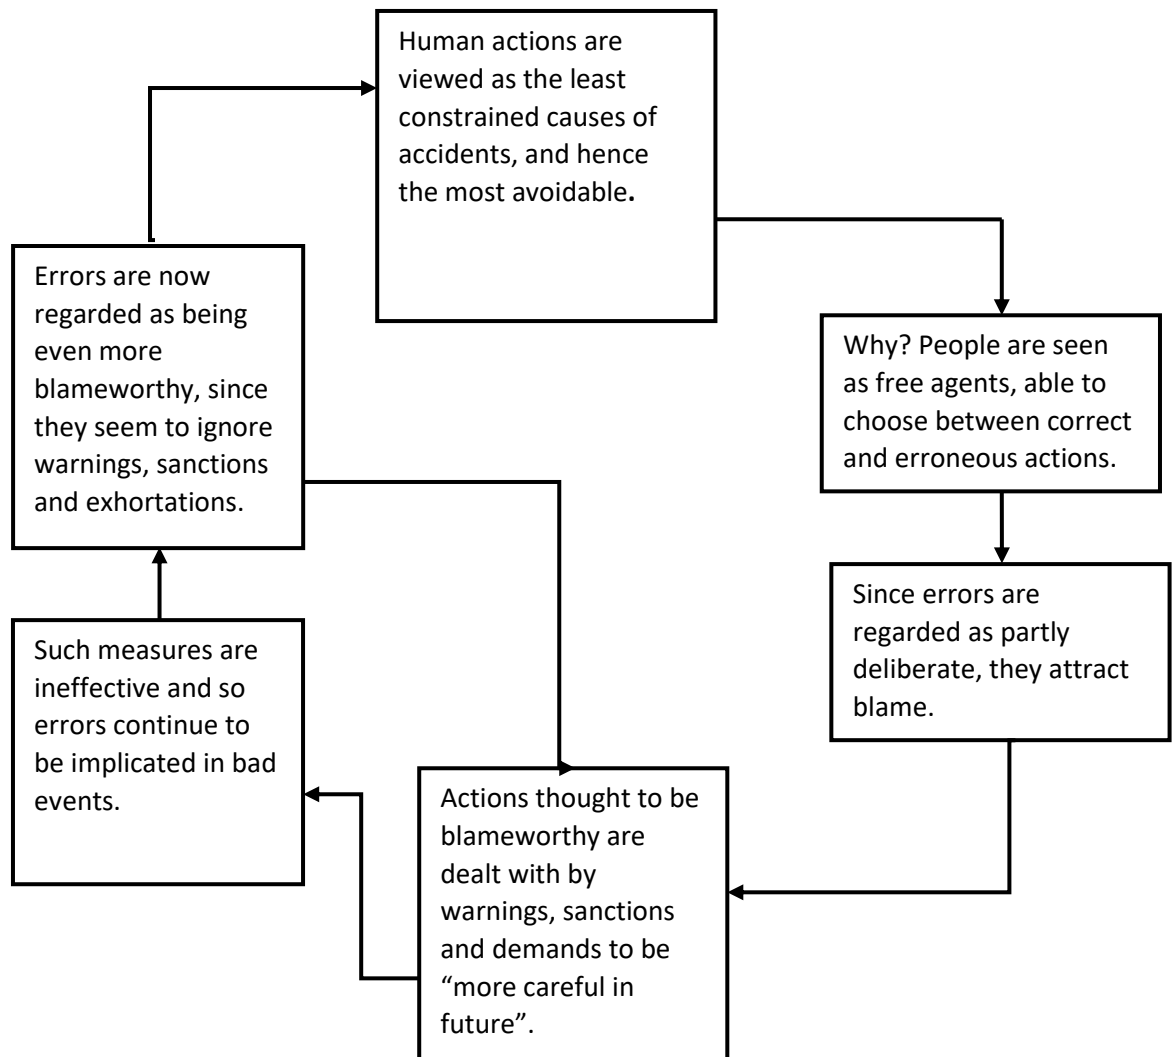 Human actions are
viewed as the least
constrained causes of
accidents, and hence
the most avoidable.
Why? People are seen
as free agents, able to
choose between correct
and erroneous actions.
Since errors are
regarded as partly
deliberate, they attract
blame.
Actions thought to be
blameworthy are
dealt with by
warnings, sanctions
and demands to be
“more careful in
future”.
Such measures are
ineffective and so
errors continue to
be implicated in bad
events.
Errors are now
regarded as being
even more
blameworthy, since
they seem to ignore
warnings, sanctions
and exhortations.